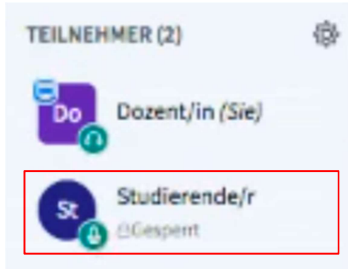 TEILNEHMER (2)
Do
Dozent/in (Sie)
St
Studierende/r
Gesperrt